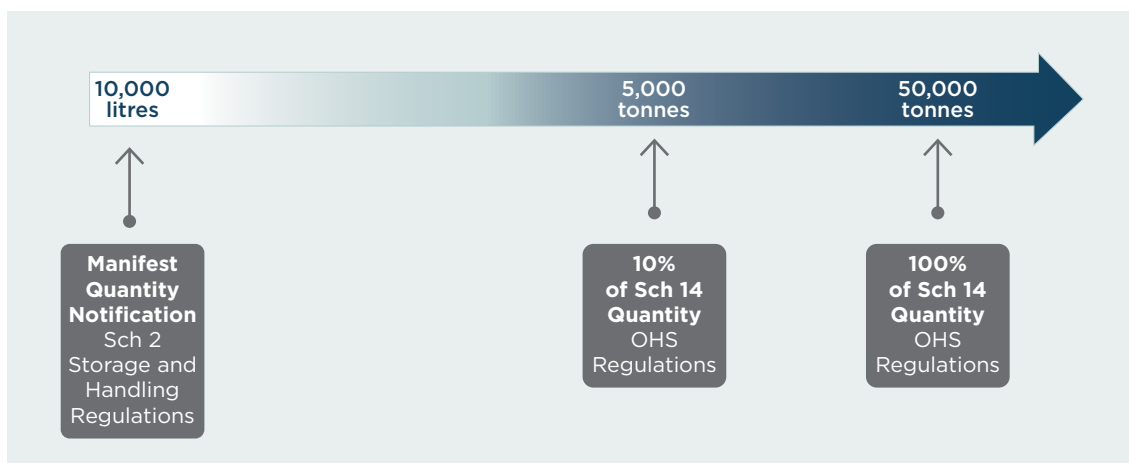 10,000
litres
5,000
tonnes
50,000
tonnes
Manifest
Quantity
Notification
Sch 2
Storage and
Handling
Regulations
10%
of Sch 14
Quantity
OHS
Regulations
100%
of Sch 14
Quantity
OHS
Regulations